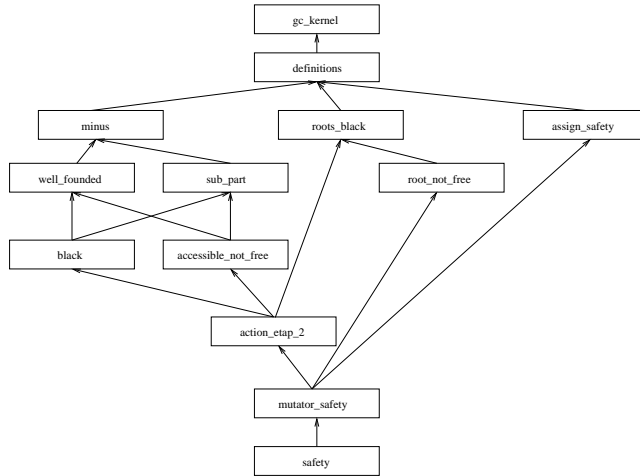 gc_kernel
definitions
minus
roots_black
assign_safety
well_founded
sub_part
root_not_free
black
accessible_not_free
action_etap_2
mutator_safety
safety